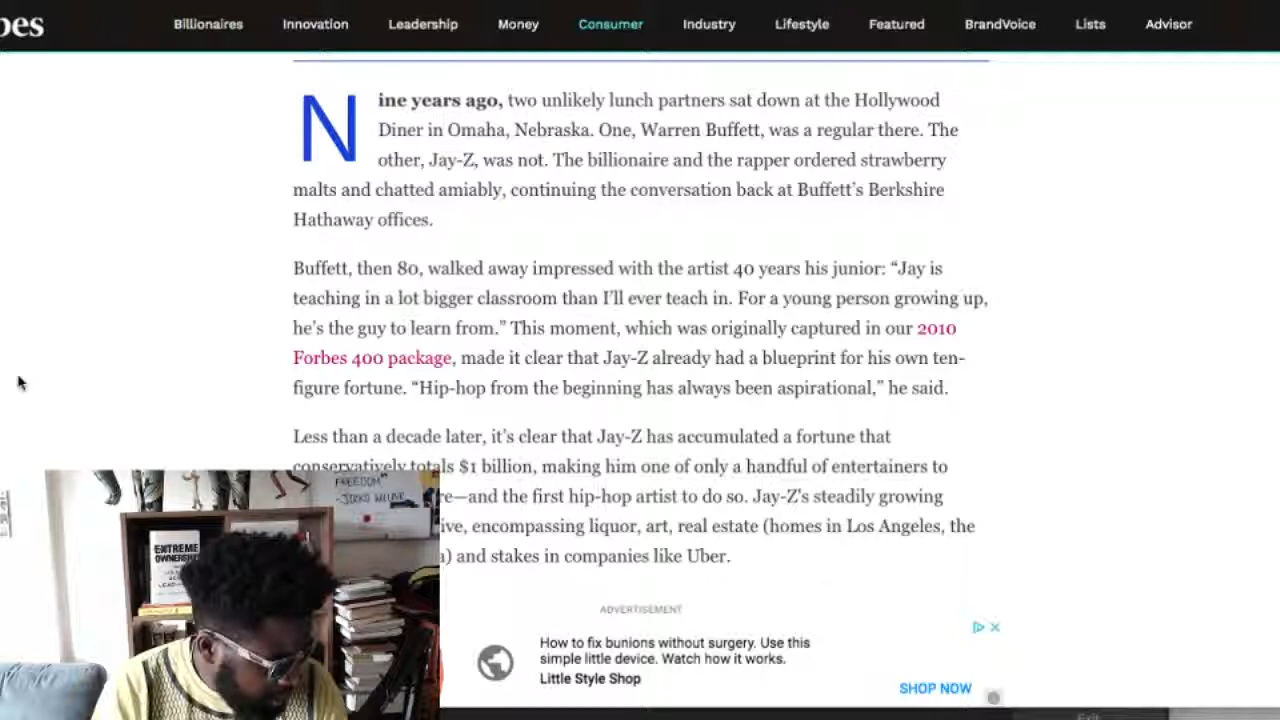 bes
Billionaires Innovation Leadership Money Consumer Industry Lifestyle Featured BrandVoice Lists Advisor
Nine years ago, two unlikely lunch partners sat down at the Hollywood
Diner in Omaha, Nebraska. One, Warren Buffett, was a regular there. The
other, Jay-Z, was not. The billionaire and the rapper ordered strawberry
malts and chatted amiably, continuing the conversation back at Buffett’s Berkshire
Hathaway offices.
Buffett, then 80, walked away impressed with the artist 40 years his junior: “Jay is
teaching in a lot bigger classroom than I’ll ever teach in. For a young person growing up,
he’s the guy to learn from.” This moment, which was originally captured in our 2010
Forbes 400 package, made it clear that Jay-Z already had a blueprint for his own ten-
figure fortune. “Hip-hop from the beginning has always been aspirational,” he said.
Less than a decade later, it’s clear that Jay-Z has accumulated a fortune that
conservatively totals $1 billion, making him one of only a handful of entertainers to
re—and the first hip-hop artist to do so. Jay-Z’s steadily growing
ive, encompassing liquor, art, real estate (homes in Los Angeles, the
) and stakes in companies like Uber.
FREEDOM”
-JOCKO WILLINK
EXTREME
OWNERSHIP
ADVERTISEMENT
How to fix bunions without surgery. Use this
simple little device. Watch how it works.
Little Style Shop
SHOP NOW